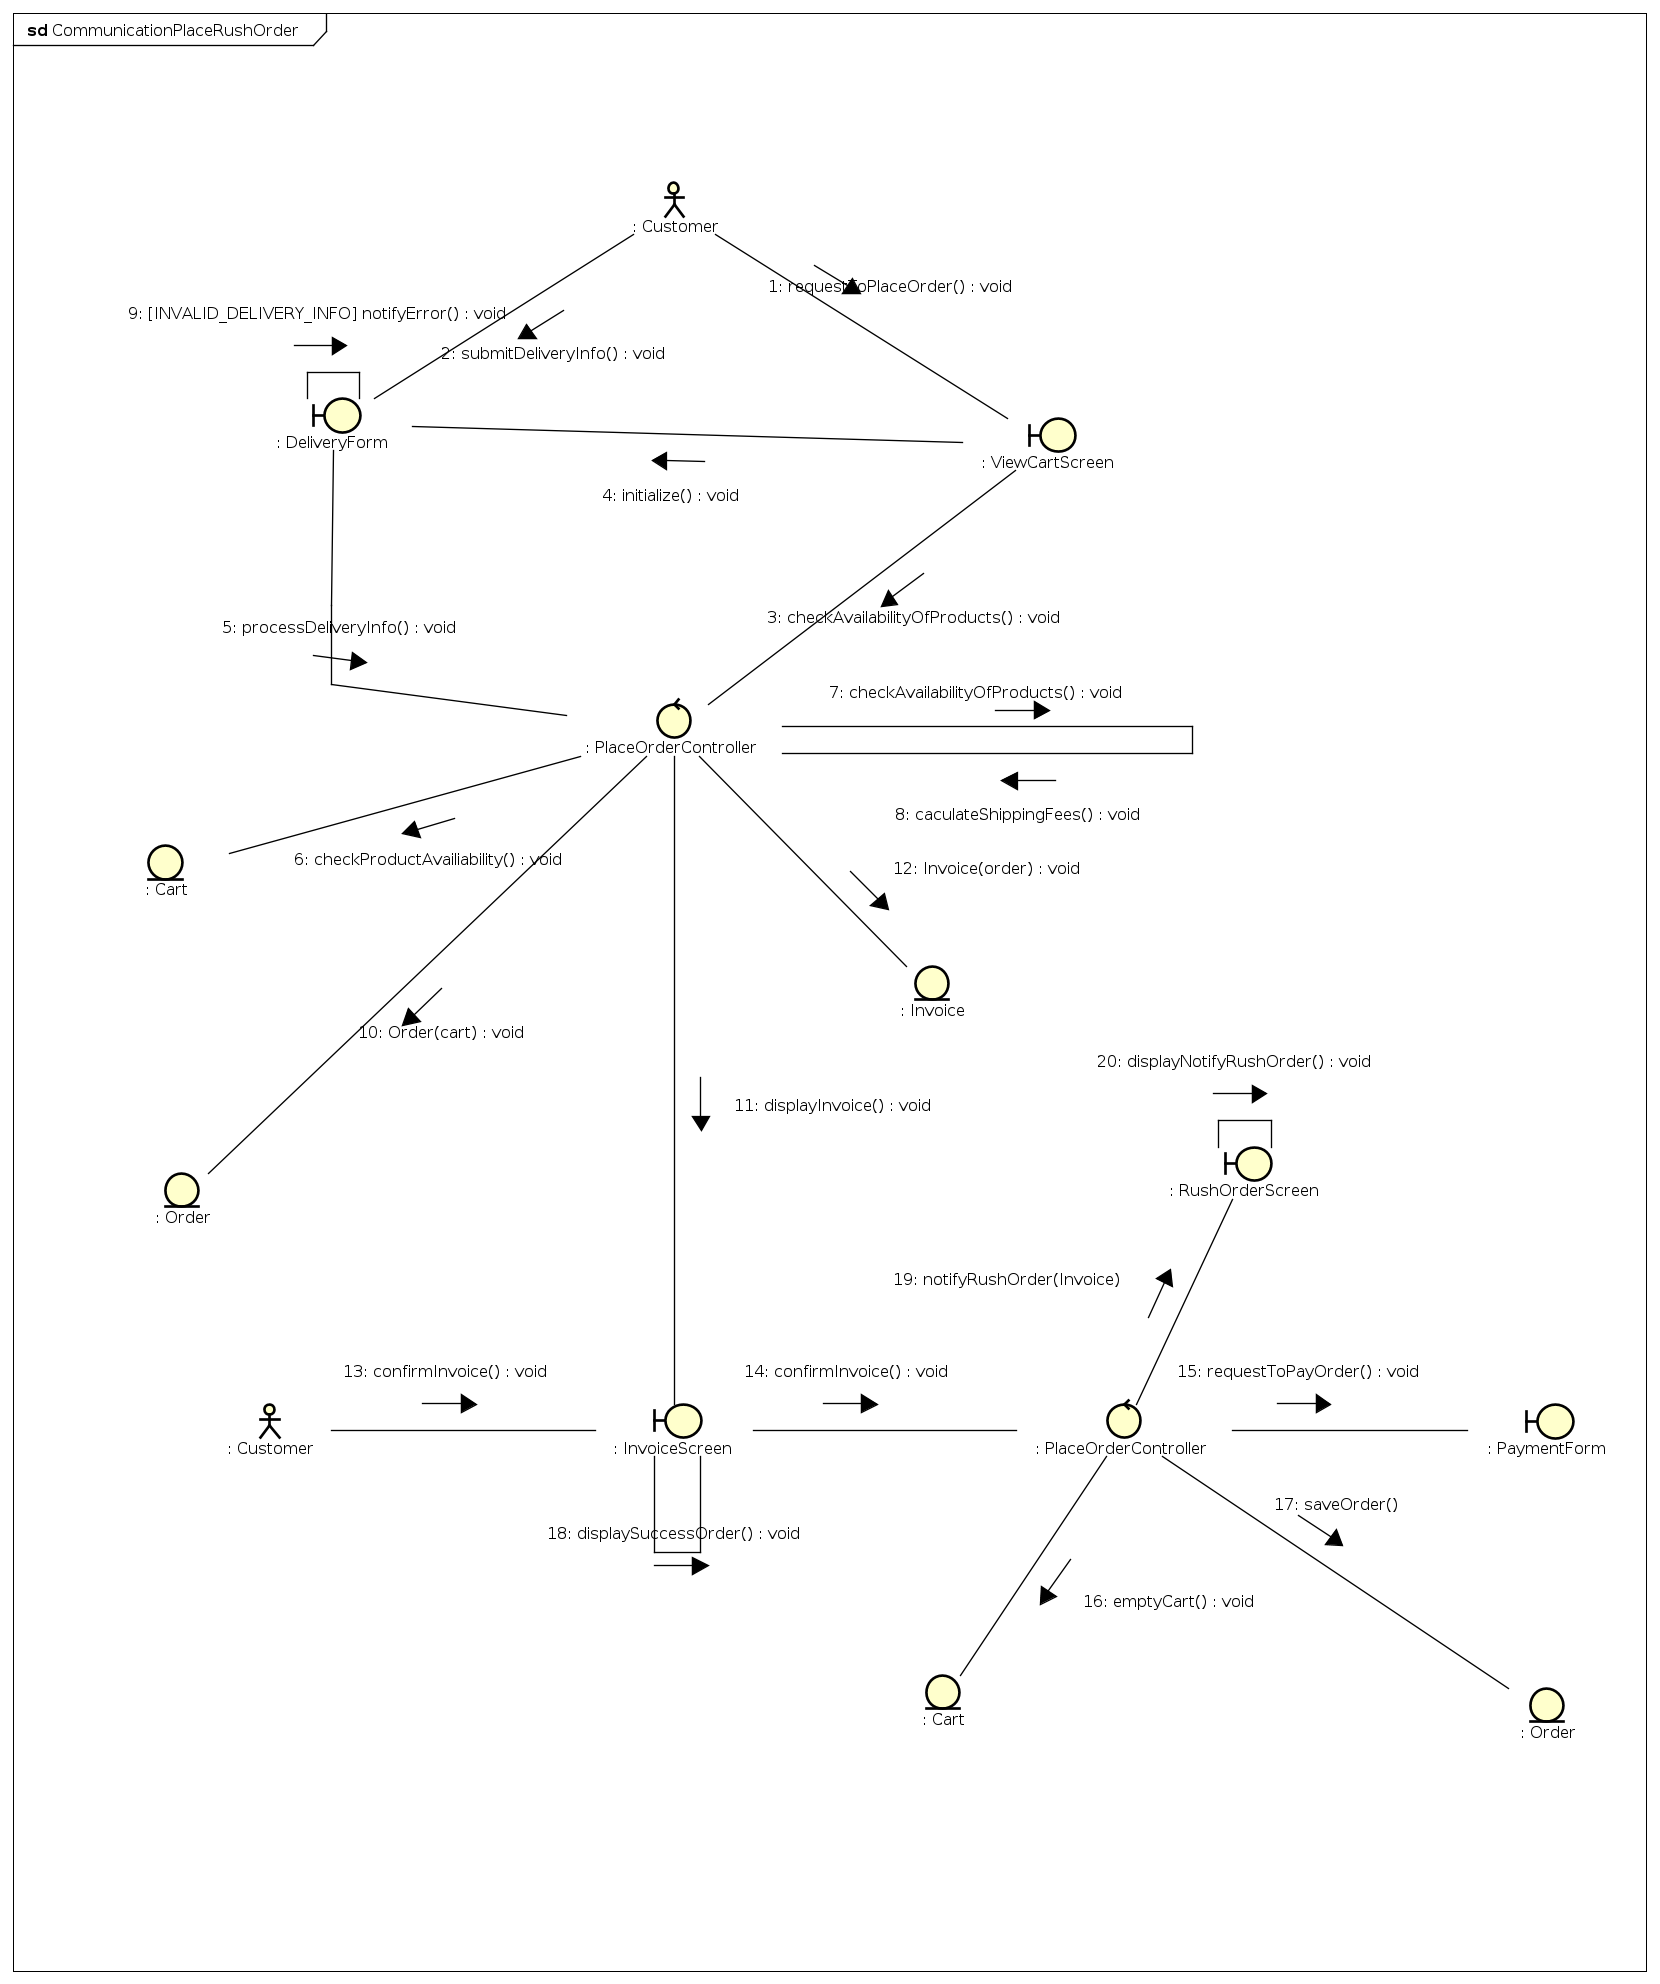 sd CommunicationPlaceRushOrder
: Customer
1: requestToPlaceOrder() : void
9: [INVALID_DELIVERY_INFO] notifyError() : void
2: submitDeliveryInfo() : void
: DeliveryForm
: ViewCartScreen
4: initialize() : void
3: checkAvailabilityOfProducts() : void
5: processDeliveryInfo() : void
7: checkAvailabilityOfProducts() : void
: PlaceOrderController
8: caculateShippingFees() : void
6: checkProductAvailiability() : void
12: Invoice(order) : void
: Cart
: Invoice
10: Order(cart) : void
20: displayNotifyRushOrder() : void
11: displayInvoice() : void
: RushOrderScreen
: Order
19: notifyRushOrder(Invoice)
13: confirmInvoice() : void
14: confirmInvoice() : void
15: requestToPayOrder() : void
: Customer
: InvoiceScreen
: PlaceOrderController
: PaymentForm
17: saveOrder()
18: displaySuccessOrder() : void
16: emptyCart() : void
: Cart
: Order